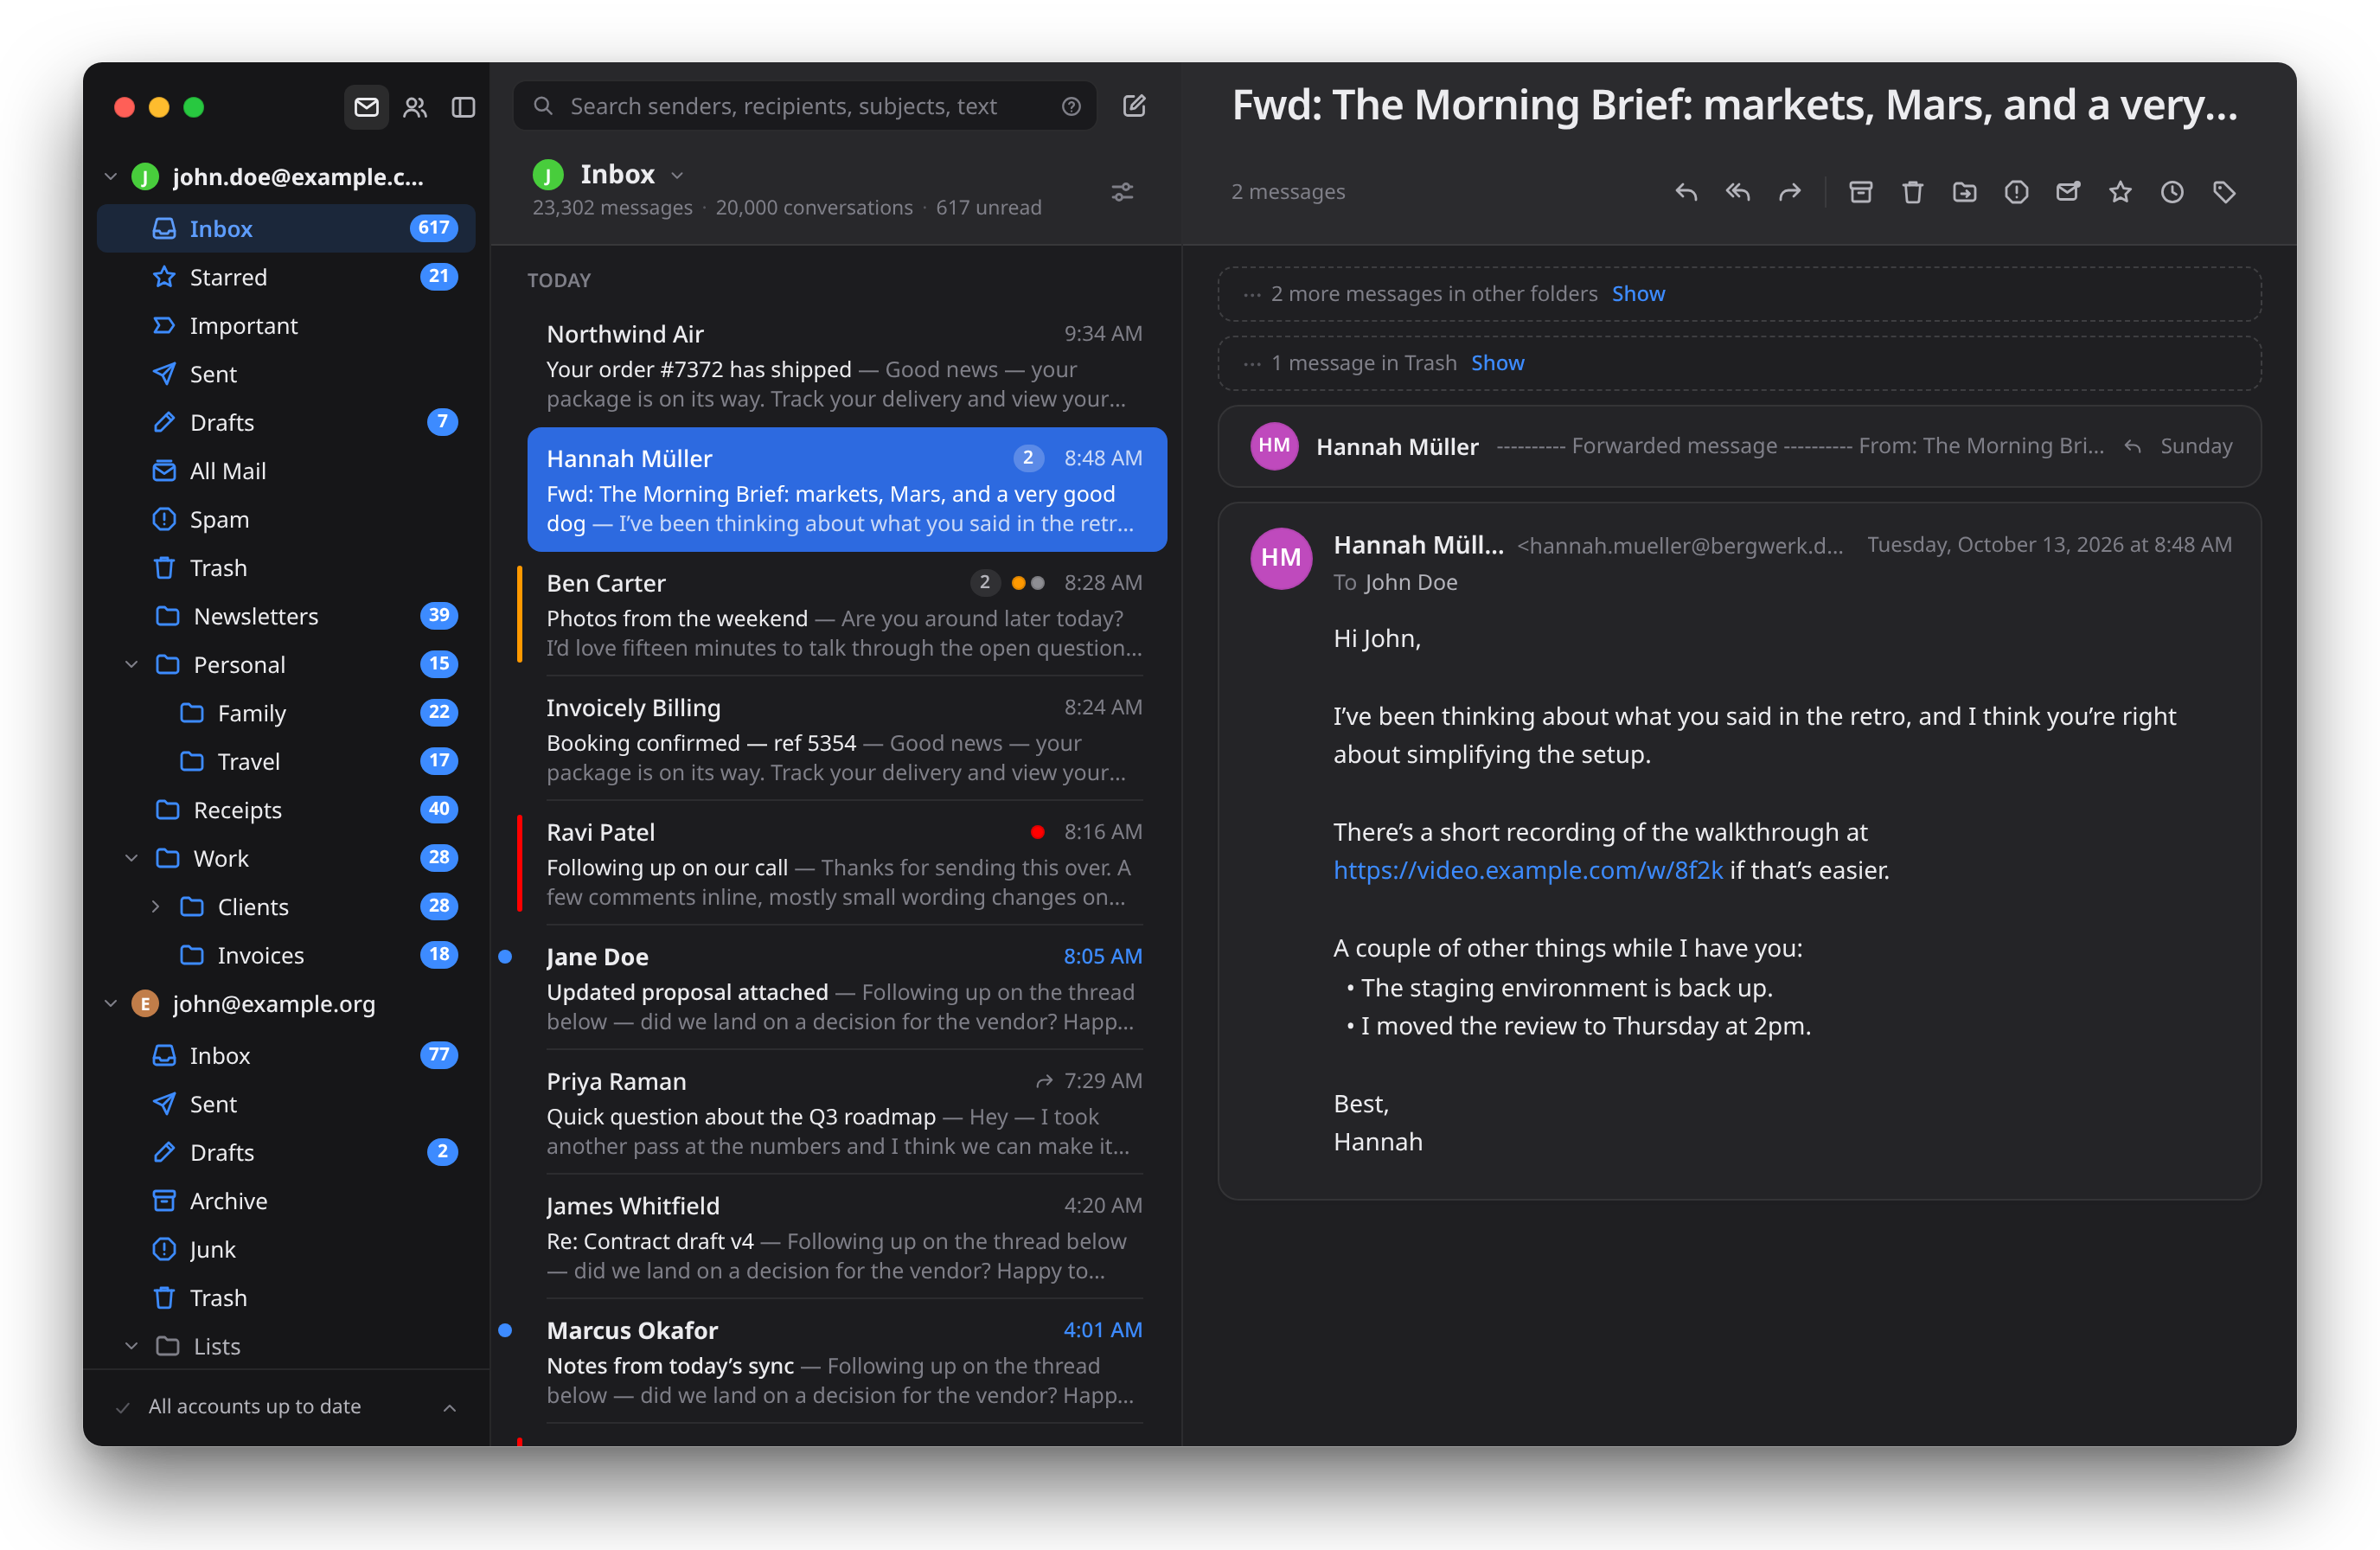 J john.doe@example.c...
Inbox 617
Starred 21
Important
Sent
Drafts 7
All Mail
Spam
Trash
Newsletters 39
Personal 15
Family 22
Travel 17
Receipts 40
Work 28
Clients 28
Invoices 18
E john@example.org
Inbox 77
Sent
Drafts 2
Archive
Junk
Trash
Lists
All accounts up to date
Search senders, recipients, subjects, text
J Inbox
23,302 messages · 20,000 conversations · 617 unread
TODAY
Northwind Air 9:34 AM
Your order #7372 has shipped — Good news — your
package is on its way. Track your delivery and view your...
Hannah Müller 2 8:48 AM
Fwd: The Morning Brief: markets, Mars, and a very good
dog — I’ve been thinking about what you said in the retr...
Ben Carter 2 8:28 AM
Photos from the weekend — Are you around later today?
I’d love fifteen minutes to talk through the open question...
Invoicely Billing 8:24 AM
Booking confirmed — ref 5354 — Good news — your
package is on its way. Track your delivery and view your...
Ravi Patel 8:16 AM
Following up on our call — Thanks for sending this over. A
few comments inline, mostly small wording changes on...
Jane Doe 8:05 AM
Updated proposal attached — Following up on the thread
below — did we land on a decision for the vendor? Happ...
Priya Raman 7:29 AM
Quick question about the Q3 roadmap — Hey — I took
another pass at the numbers and I think we can make it...
James Whitfield 4:20 AM
Re: Contract draft v4 — Following up on the thread below
— did we land on a decision for the vendor? Happy to...
Marcus Okafor 4:01 AM
Notes from today’s sync — Following up on the thread
below — did we land on a decision for the vendor? Happ...
Fwd: The Morning Brief: markets, Mars, and a very...
2 messages
··· 2 more messages in other folders Show
··· 1 message in Trash Show
HM Hannah Müller ---------- Forwarded message ---------- From: The Morning Bri... Sunday
HM Hannah Müll... <hannah.mueller@bergwerk.d... Tuesday, October 13, 2026 at 8:48 AM
To John Doe
Hi John,
I’ve been thinking about what you said in the retro, and I think you’re right
about simplifying the setup.
There’s a short recording of the walkthrough at
https://video.example.com/w/8f2k if that’s easier.
A couple of other things while I have you:
• The staging environment is back up.
• I moved the review to Thursday at 2pm.
Best,
Hannah